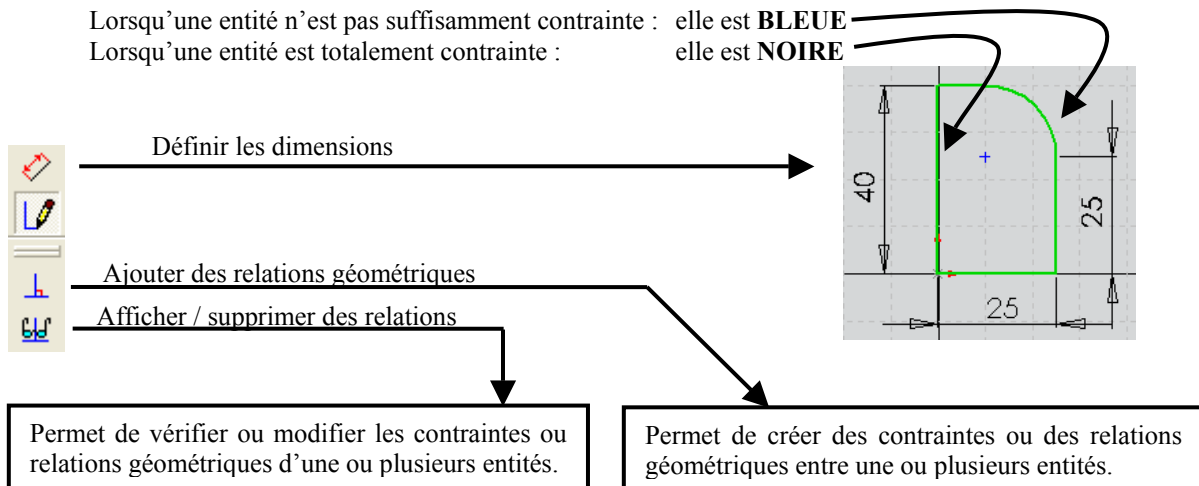 Lorsqu'une entité n'est pas suffisamment contrainte : elle est BLEUE
Lorsqu'une entité est totalement contrainte : elle est NOIRE
Définir les dimensions
40
25
25
Ajouter des relations géométriques
Afficher / supprimer des relations
Permet de vérifier ou modifier les contraintes ou
relations géométriques d'une ou plusieurs entités.
Permet de créer des contraintes ou des relations
géométriques entre une ou plusieurs entités.